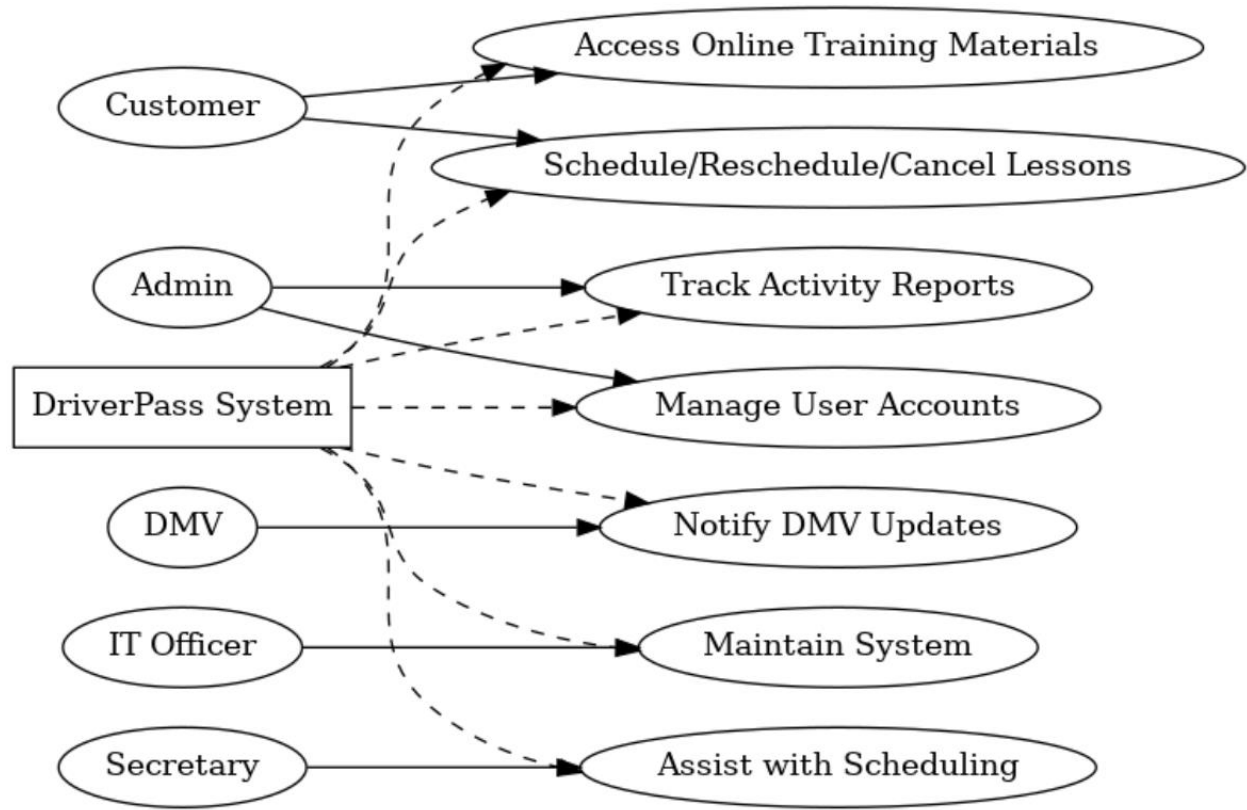 Access Online Training Materials
Customer
Schedule/Reschedule/Cancel Lessons
Admin
Track Activity Reports
DriverPass System
Manage User Accounts
DMV
Notify DMV Updates
IT Officer
Maintain System
Secretary
Assist with Scheduling